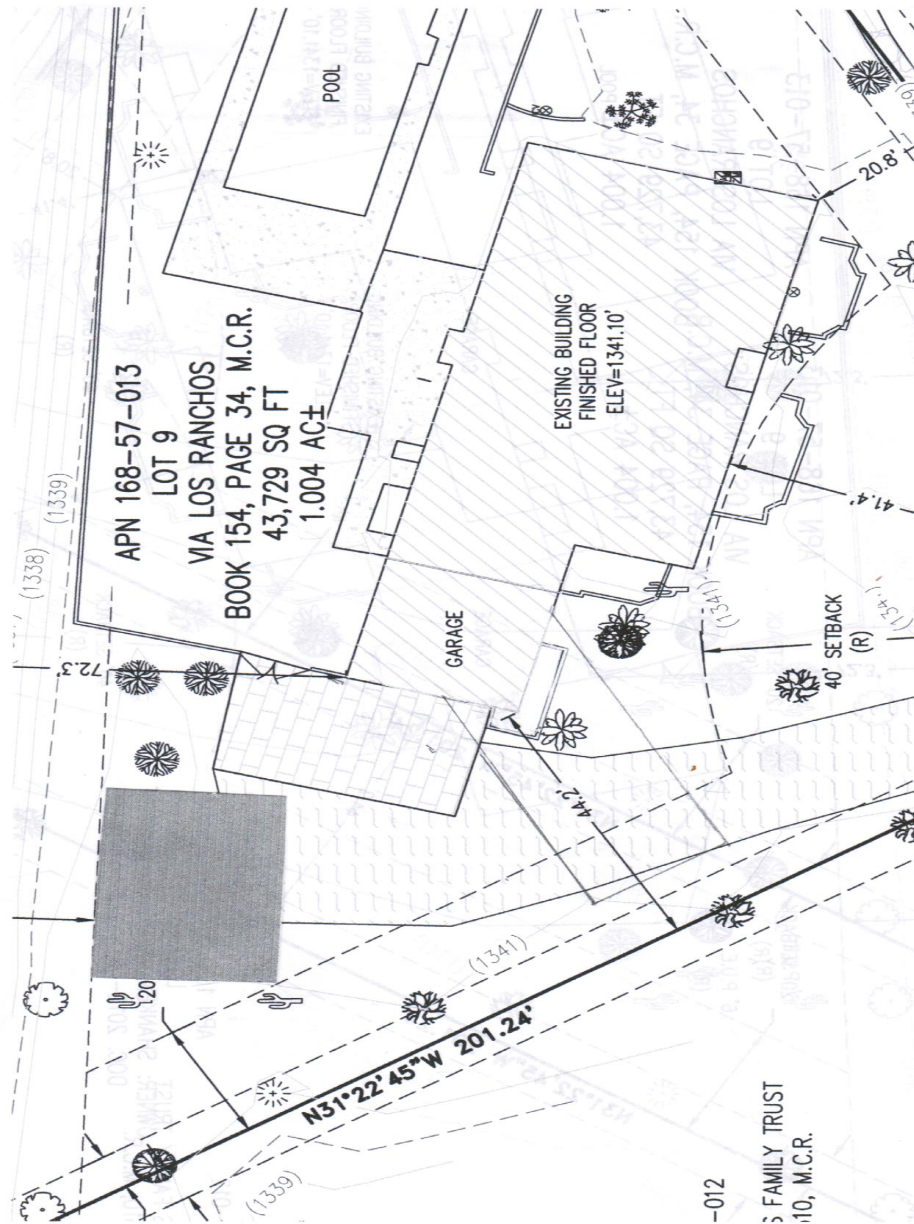 APN 168-57-013
LOT 9
VIA LOS RANCHOS
BOOK 154, PAGE 34, M.C.R.
43,729 SQ FT
1.004 AC±
POOL
EXISTING BUILDING
FINISHED FLOOR
ELEV=1341.10'
GARAGE
(1338)
(1339)
72.3'
20.8'
41.4'
(1341)
40' SETBACK
(R)
44.2'
(1341)
20'
N31°22'45"W 201.24'
(1339)
-012
S FAMILY TRUST
510, M.C.R.